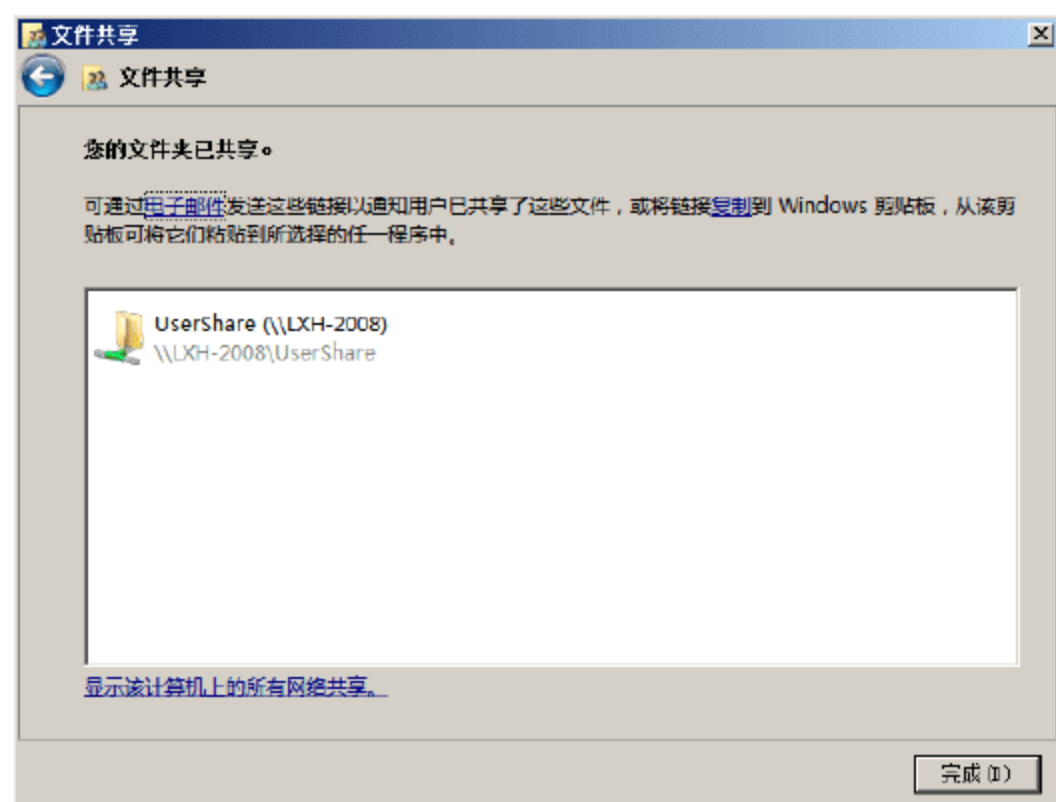 文件共享
文件共享
您的文件夹已共享。
可通过电子邮件发送这些链接以通知用户已共享了这些文件，或将链接复制到 Windows 剪贴板，从该剪
贴板可将它们粘贴到所选择的任一程序中。
UserShare (\\LXH-2008)
\\LXH-2008\UserShare
显示该计算机上的所有网络共享。
完成(D)